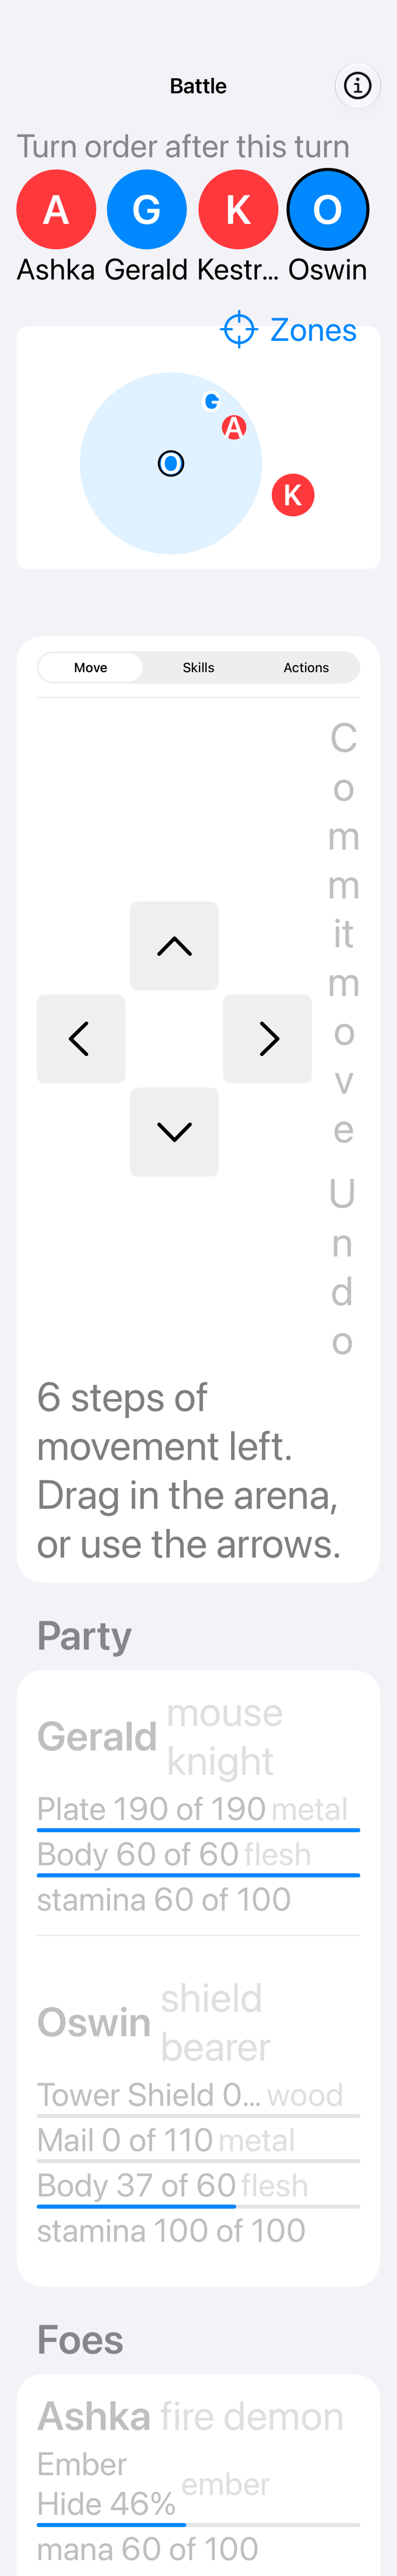 Battle
Turn order after this turn
A G K O
Ashka Gerald Kestr... Oswin
Zones
G
A
O
K
Move Skills Actions
C
o
m
m
it
m
o
v
e
U
n
d
o
6 steps of
movement left.
Drag in the arena,
or use the arrows.
Party
Gerald mouse
knight
Plate 190 of 190 metal
Body 60 of 60 flesh
stamina 60 of 100
Oswin shield
bearer
Tower Shield 0... wood
Mail 0 of 110 metal
Body 37 of 60 flesh
stamina 100 of 100
Foes
Ashka fire demon
Ember
Hide 46% ember
mana 60 of 100